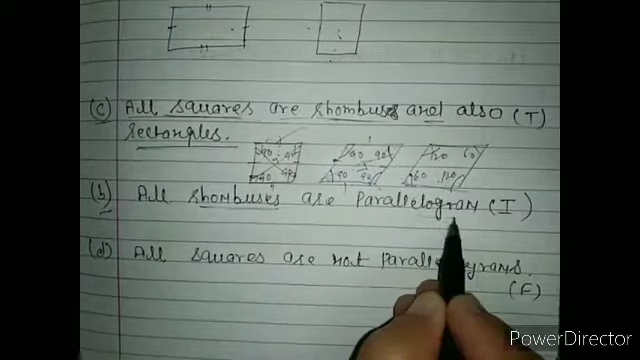 (c) All squares are rhombuses and also (T)
rectangles.
90 90
90 90
90 90
90 90
120 60
60 120
(b) All rhombuses are Parallelogram (T)
(d) All squares are not Parallelograms.
(F)
PowerDirector